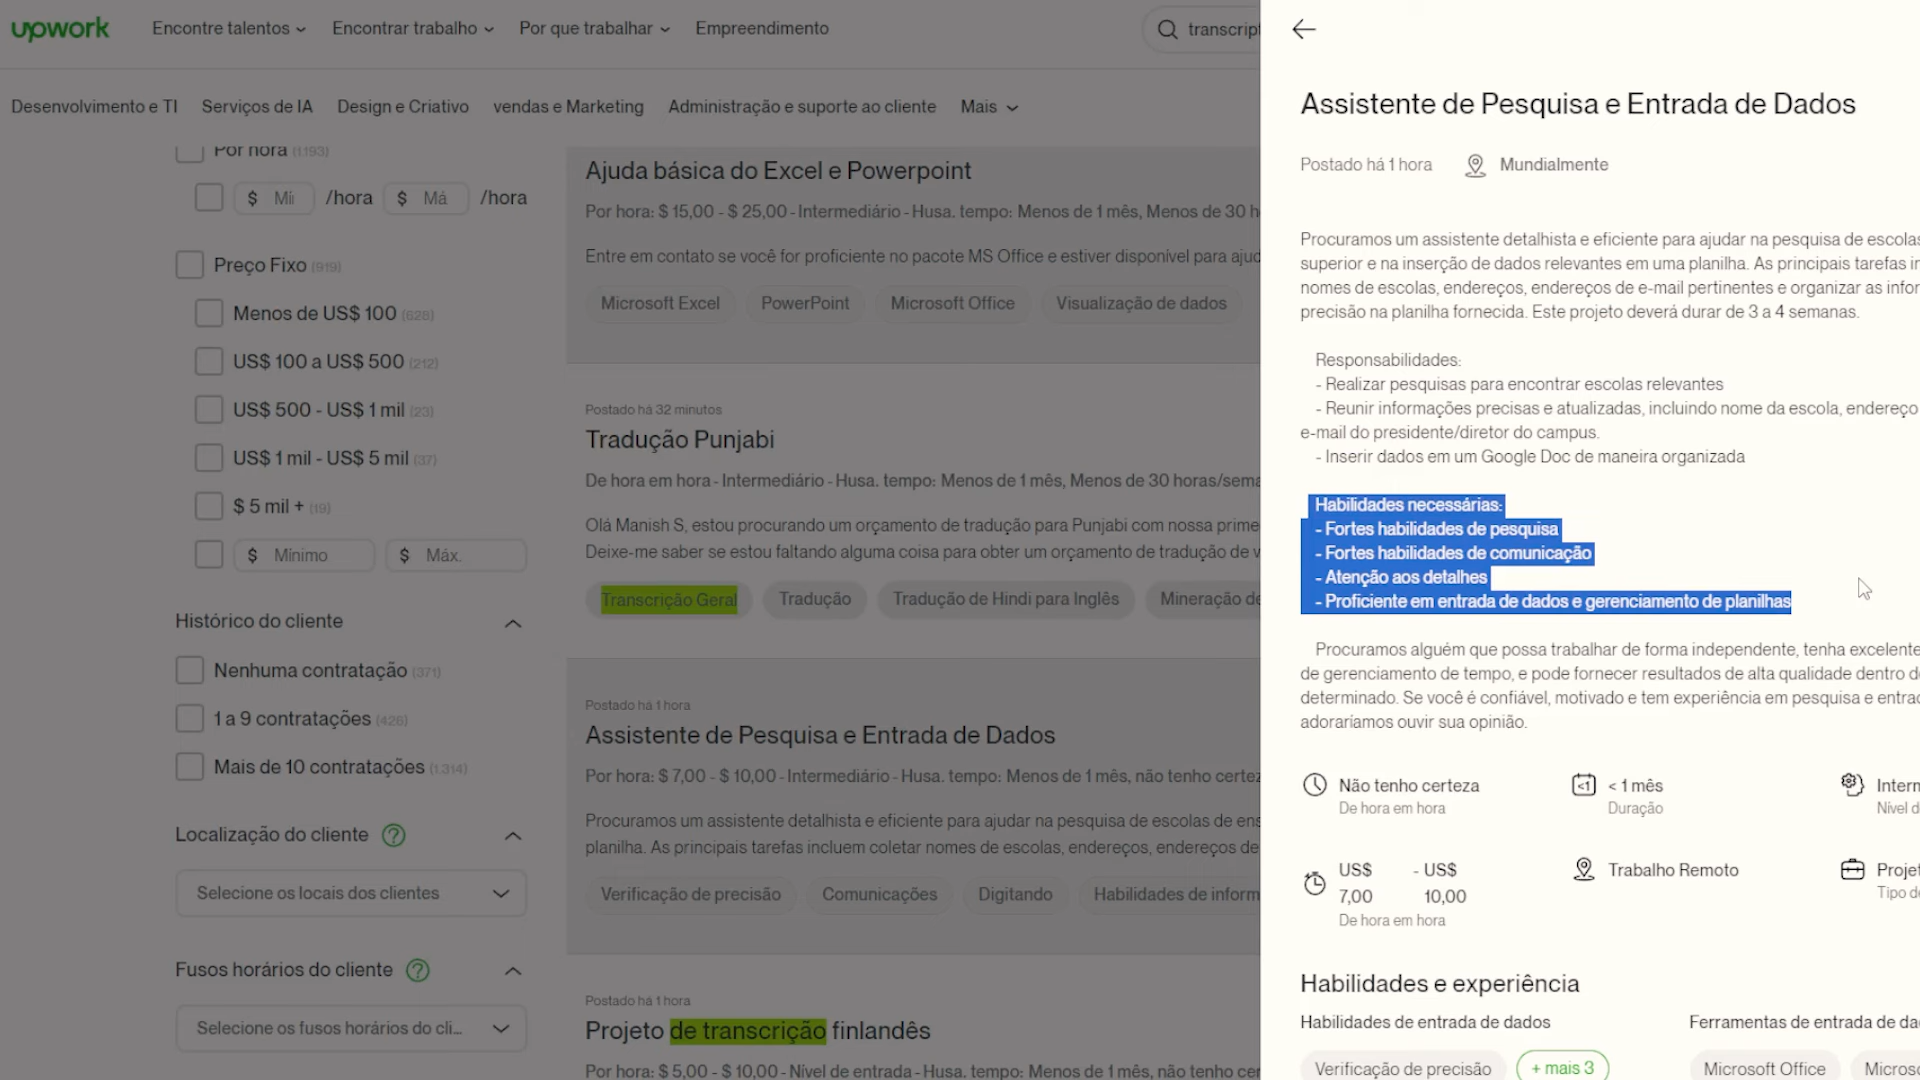 upwork
Encontre talentos
Encontrar trabalho
Por que trabalhar
Empreendimento
Desenvolvimento e TI
Serviços de IA
Design e Criativo
vendas e Marketing
Administração e suporte ao cliente
Mais
Por hora (1.193)
$ /hora $ /hora
Preço Fixo (919)
Menos de US$ 100 (628)
US$ 100 a US$ 500 (212)
US$ 500 - US$ 1 mil (23)
US$ 1 mil - US$ 5 mil (37)
$ 5 mil + (19)
$ Mínimo $ Máx.
Histórico do cliente
Nenhuma contratação (371)
1 a 9 contratações (426)
Mais de 10 contratações (1.314)
Localização do cliente
Selecione os locais dos clientes
Fusos horários do cliente
Selecione os fusos horários do cli...
Ajuda básica do Excel e Powerpoint
Por hora: $ 15,00 - $ 25,00 - Intermediário - Husa. tempo: Menos de 1 mês, Menos de 30 h
Entre em contato se você for proficiente no pacote MS Office e estiver disponível para
Microsoft Excel
PowerPoint
Microsoft Office
Visualização de dados
Postado há 32 minutos
Tradução Punjabi
De hora em hora - Intermediário - Husa. tempo: Menos de 1 mês, Menos de 30
Olá Manish S, estou procurando um orçamento de tradução para Punjabi com nossa
Deixe-me saber se estou faltando alguma coisa para obter um orçamento de tradução de
Transcrição Geral
Tradução
Tradução de Hindi para Inglês
Mineração
Postado há 1 hora
Assistente de Pesquisa e Entrada de Dados
Por hora: $ 7,00 - $ 10,00 - Intermediário - Husa. tempo: Menos de 1 mês, não tenho
Procuramos um assistente detalhista e eficiente para ajudar na pesquisa de escolas de
planilha. As principais tarefas incluem coletar nomes de escolas, endereços, endereços de
Verificação de precisão
Comunicações
Digitando
Habilidades de
Postado há 1 hora
Projeto de transcrição finlandês
Por hora: $ 5,00 - $ 10,00 - Nível de entrada - Husa. tempo: Menos de 1 mês, não tenho
Assistente de Pesquisa e Entrada de Dados
Postado há 1 hora
Mundialmente
Procuramos um assistente detalhista e eficiente para ajudar na pesquisa de escolas
superior e na inserção de dados relevantes em uma planilha. As principais tarefas
nomes de escolas, endereços, endereços de e-mail pertinentes e organizar as
precisão na planilha fornecida. Este projeto deverá durar de 3 a 4 semanas.
Responsabilidades:
- Realizar pesquisas para encontrar escolas relevantes
- Reunir informações precisas e atualizadas, incluindo nome da escola, endereço
e-mail do presidente/diretor do campus.
- Inserir dados em um Google Doc de maneira organizada
Habilidades necessárias:
- Fortes habilidades de pesquisa
- Fortes habilidades de comunicação
- Atenção aos detalhes
- Proficiente em entrada de dados e gerenciamento de planilhas
Procuramos alguém que possa trabalhar de forma independente, tenha
de gerenciamento de tempo, e pode fornecer resultados de alta qualidade dentro
determinado. Se você é confiável, motivado e tem experiência em pesquisa e
adoraríamos ouvir sua opinião.
Não tenho certeza
De hora em hora
< 1 mês
Duração
Nível
US$ 7,00 - US$ 10,00
De hora em hora
Trabalho Remoto
Tipo
Habilidades e experiência
Habilidades de entrada de dados
Ferramentas de entrada de
Verificação de precisão
+ mais 3
Microsoft Office